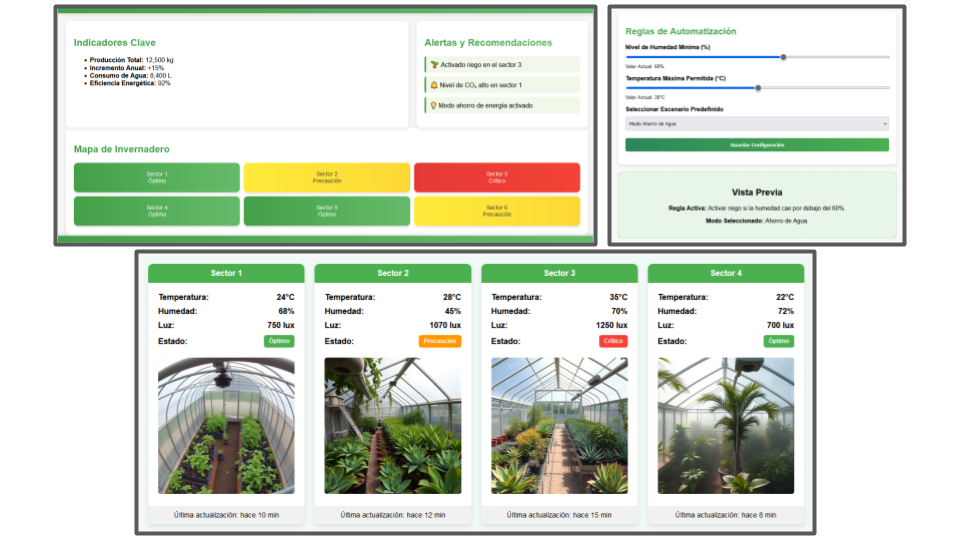 Indicadores Clave
Producción Total: 12,500 kg
Incremento Anual: +15%
Consumo de Agua: 8,400 L
Eficiencia Energética: 92%
Alertas y Recomendaciones
Activado riego en el sector 3
Nivel de CO₂ alto en sector 1
Modo ahorro de energía activado
Mapa de Invernadero
Sector 1
Óptimo
Sector 2
Precaución
Sector 3
Crítico
Sector 4
Óptimo
Sector 5
Óptimo
Sector 6
Precaución
Reglas de Automatización
Nivel de Humedad Mínima (%)
Valor Actual: 60%
Temperatura Máxima Permitida (°C)
Valor Actual: 30°C
Seleccionar Escenario Predefinido
Modo Ahorro de Agua
Guardar Configuración
Vista Previa
Regla Activa: Activar riego si la humedad cae por debajo del 60%.
Modo Seleccionado: Ahorro de Agua
Sector 1
Temperatura: 24°C
Humedad: 68%
Luz: 750 lux
Estado: Óptimo
Última actualización: hace 10 min
Sector 2
Temperatura: 28°C
Humedad: 45%
Luz: 1070 lux
Estado: Precaución
Última actualización: hace 12 min
Sector 3
Temperatura: 35°C
Humedad: 70%
Luz: 1250 lux
Estado: Crítico
Última actualización: hace 15 min
Sector 4
Temperatura: 22°C
Humedad: 72%
Luz: 700 lux
Estado: Óptimo
Última actualización: hace 8 min